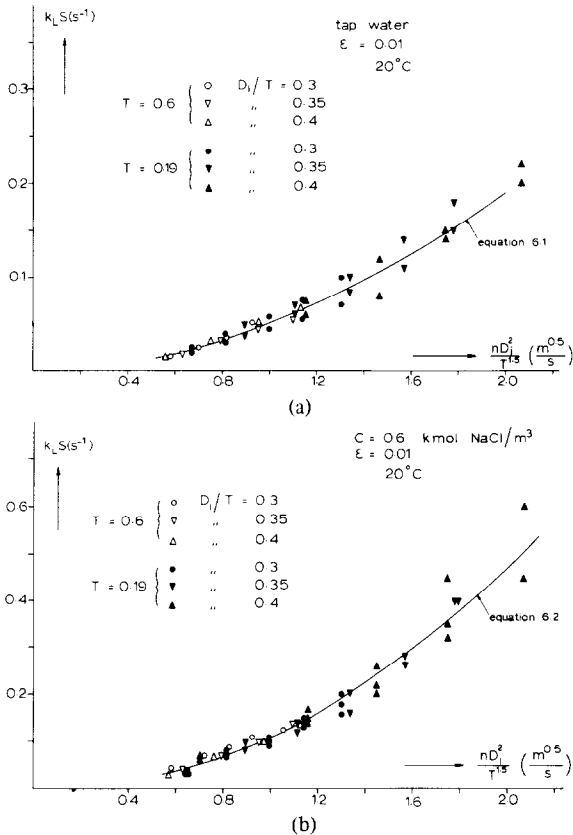 k_L S(s⁻¹)
tap water
ε = 0.01
20°C
0.3
T = 0.6 { ○ D_i/T = 0.3
▽ ,, 0.35
△ ,, 0.4
T = 0.19 { ● ,, 0.3
▼ ,, 0.35
▲ ,, 0.4
0.2
equation 6.1
0.1
nD_i²/T^1.5 (m^0.5/s)
0.4 0.8 1.2 1.6 2.0
(a)
k_L S(s⁻¹)
C = 0.6 kmol NaCl/m³
ε = 0.01
20°C
0.6
T = 0.6 { ○ D_i/T = 0.3
▽ ,, 0.35
△ ,, 0.4
T = 0.19 { ● ,, 0.3
▼ ,, 0.35
▲ ,, 0.4
0.4
equation 6.2
0.2
nD_i²/T^1.5 (m^0.5/s)
0.4 0.8 1.2 1.6 2.0
(b)